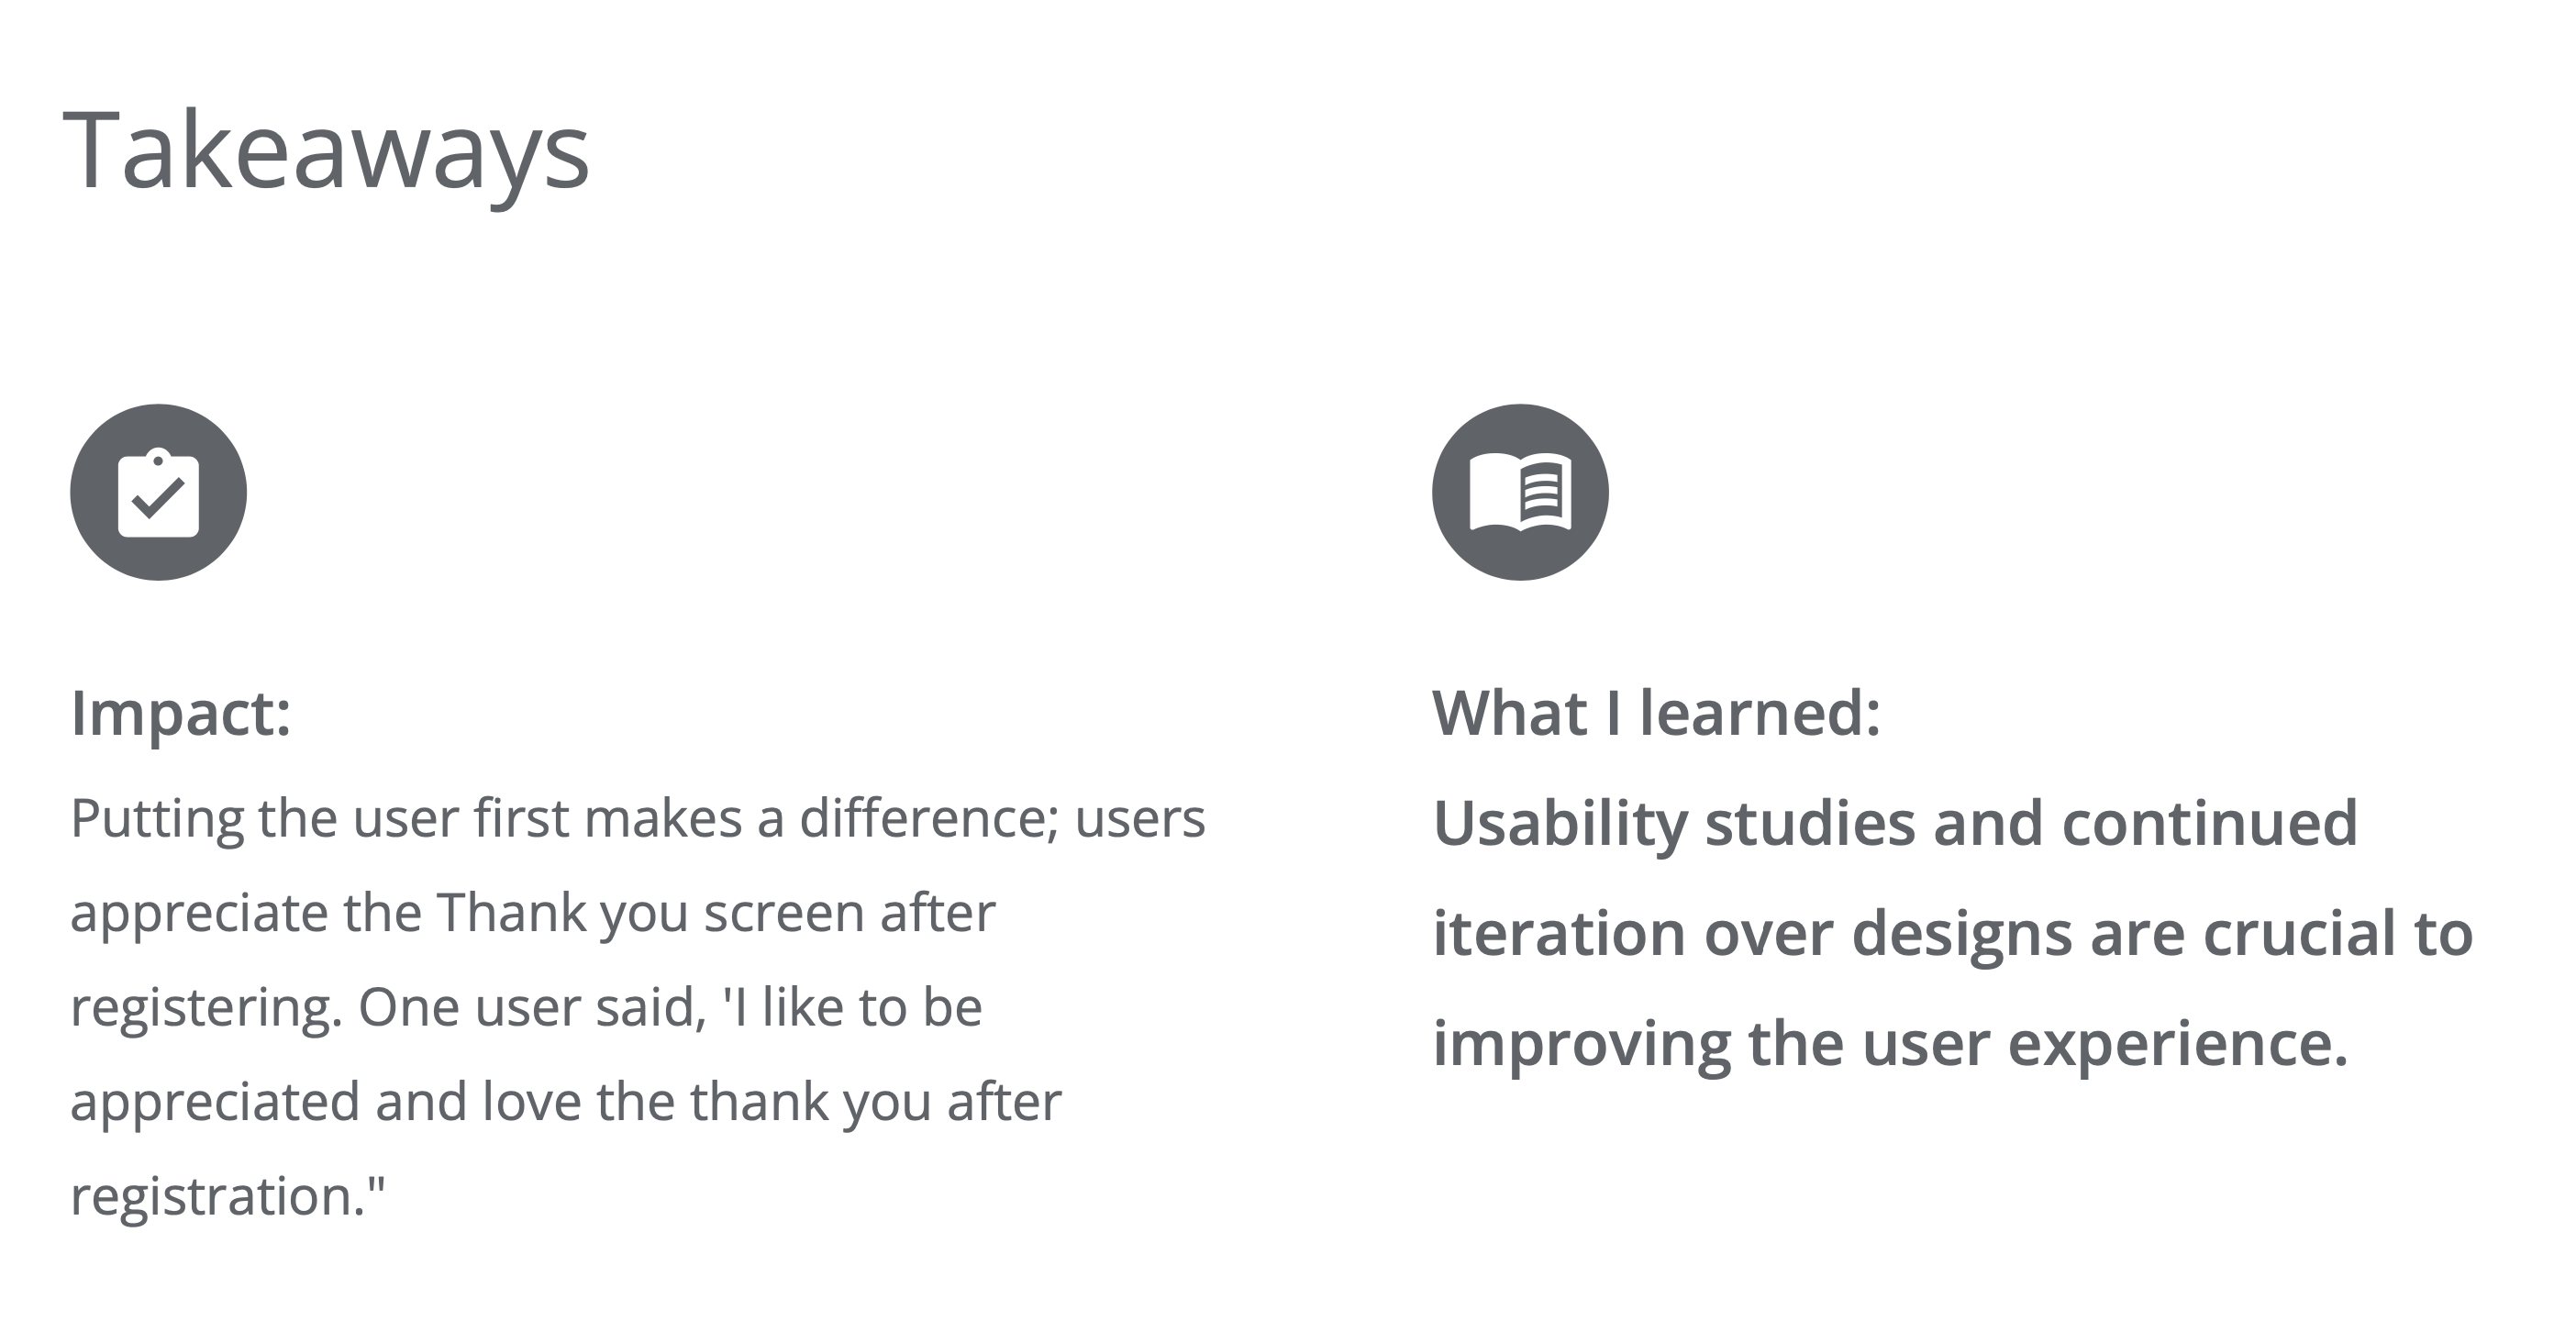 Takeaways
Impact:
Putting the user first makes a difference; users
appreciate the Thank you screen after
registering. One user said, 'I like to be
appreciated and love the thank you after
registration."
What I learned:
Usability studies and continued
iteration over designs are crucial to
improving the user experience.